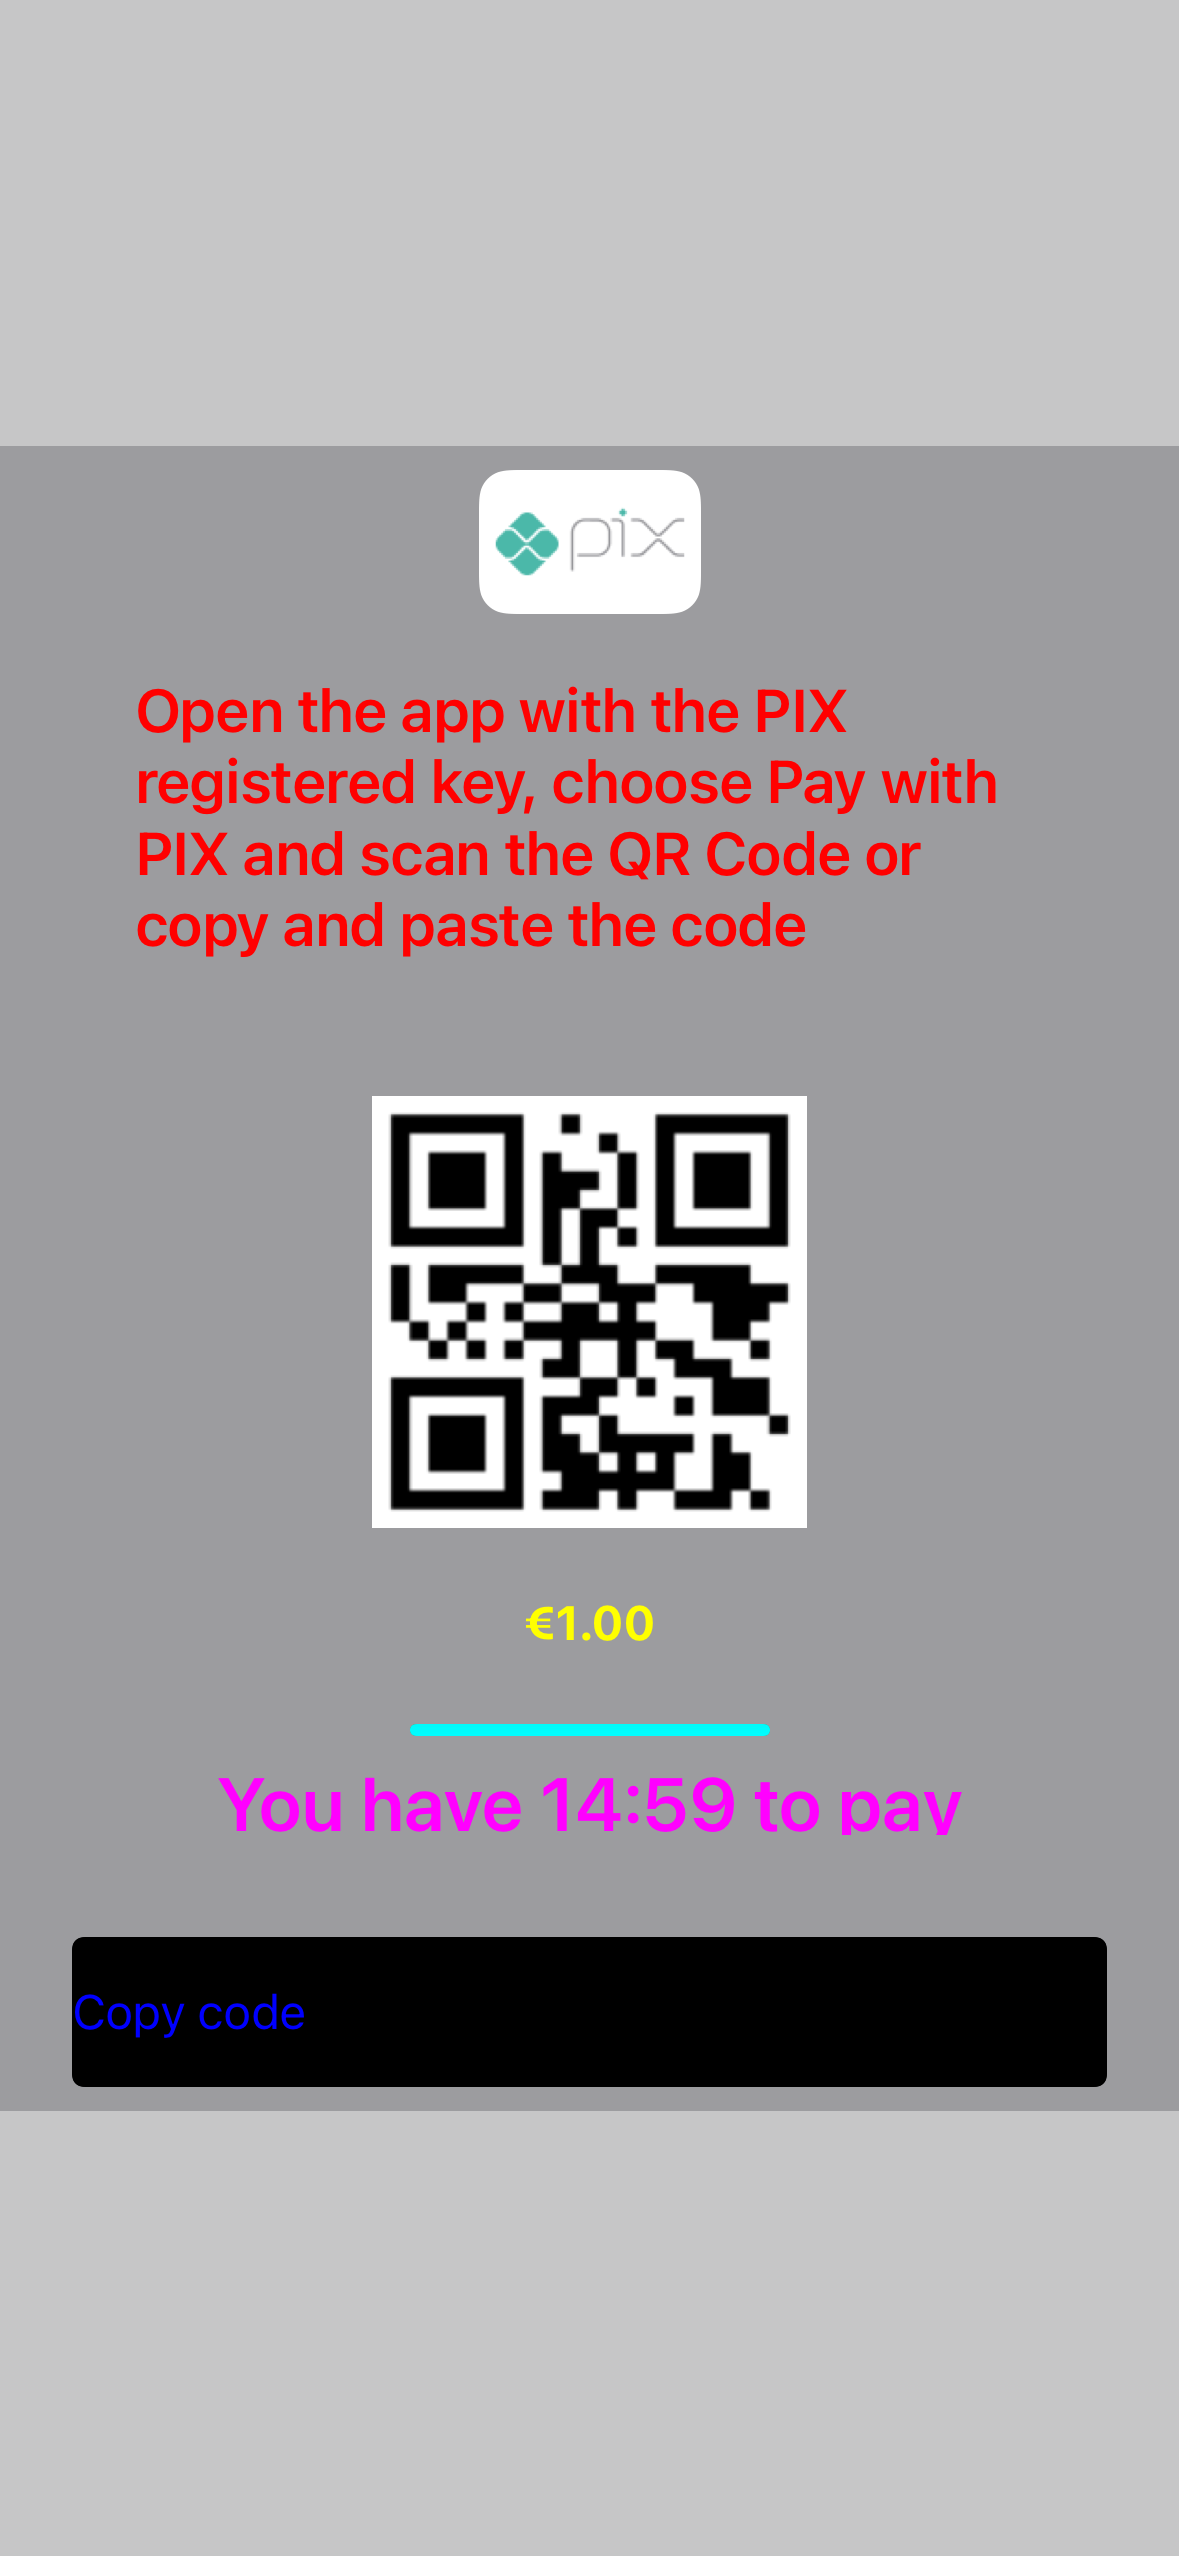 pix
Open the app with the PIX
registered key, choose Pay with
PIX and scan the QR Code or
copy and paste the code
€1.00
You have 14:59 to pay
Copy code